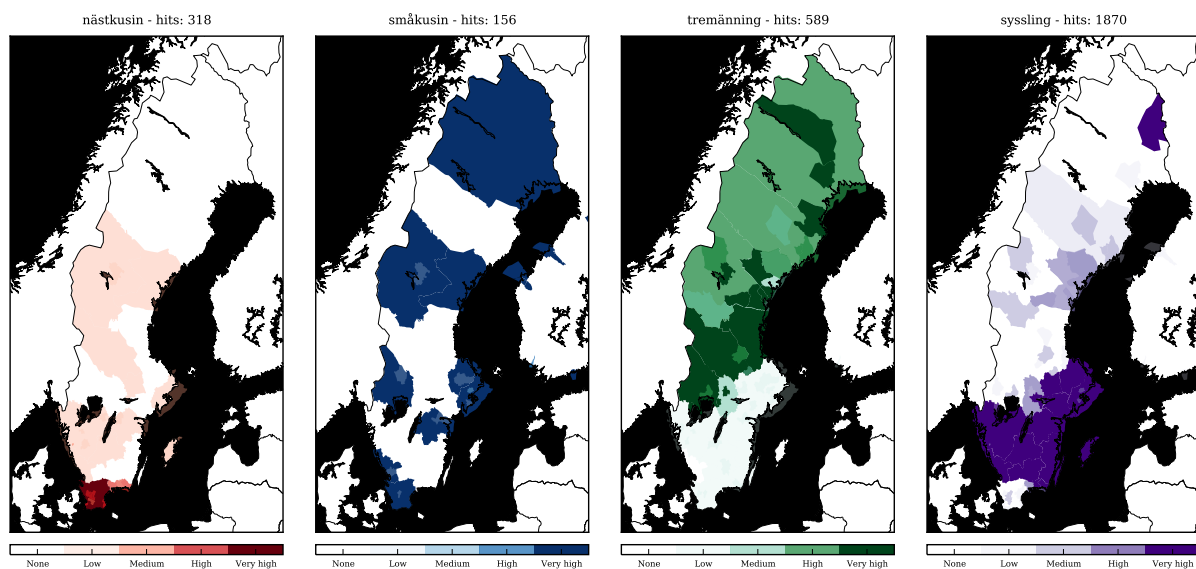 nästkusin - hits: 318
småkusin - hits: 156
tremänning - hits: 589
syssling - hits: 1870
None Low Medium High Very high
None Low Medium High Very high
None Low Medium High Very high
None Low Medium High Very high